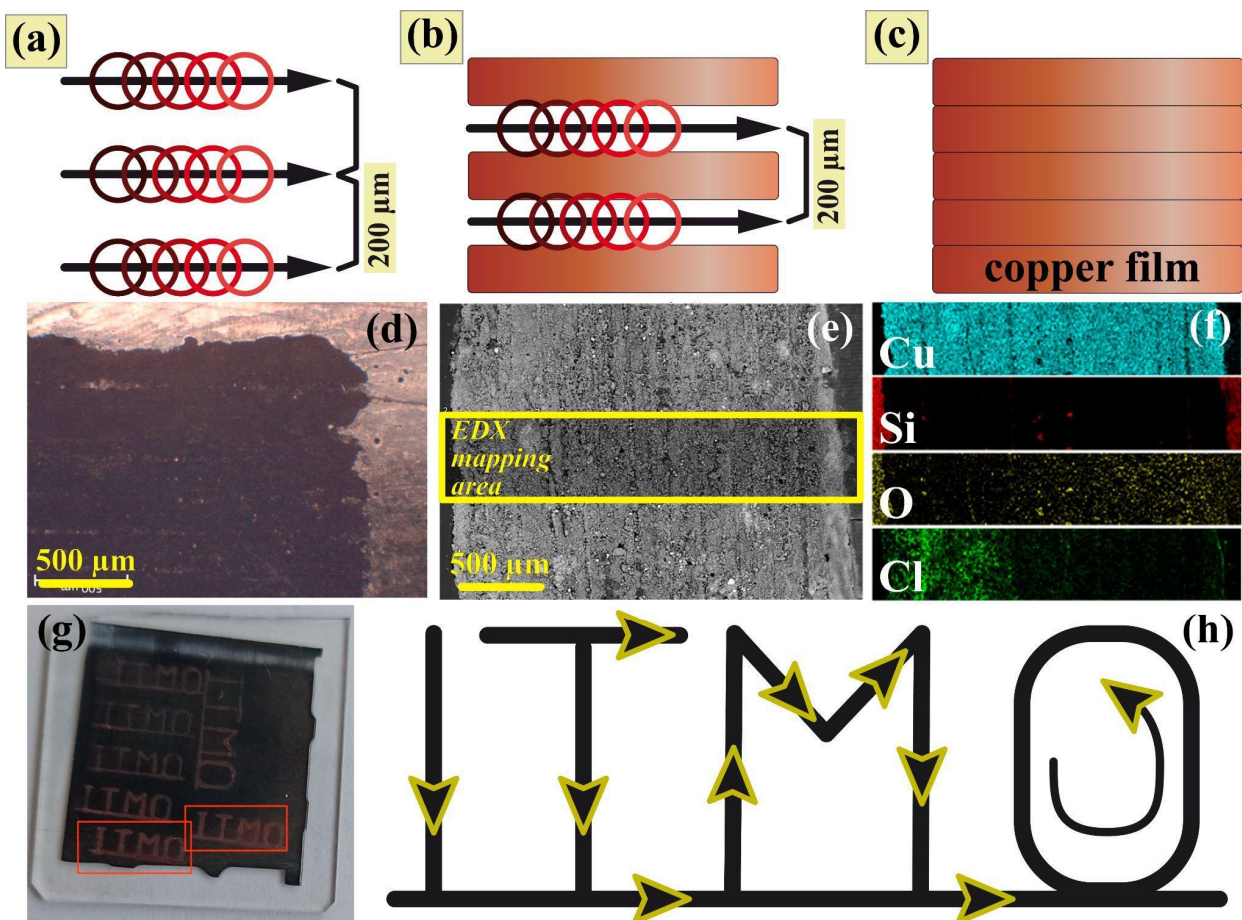 (a)
200 µm
(b)
200 µm
(c)
copper film
(d)
500 µm
(e)
EDX
mapping
area
500 µm
(f)
Cu
Si
O
Cl
(g)
ITMO
ITMO
ITMO
ITMO
ITMO
ITMO
ITMO
(h)
ITMO